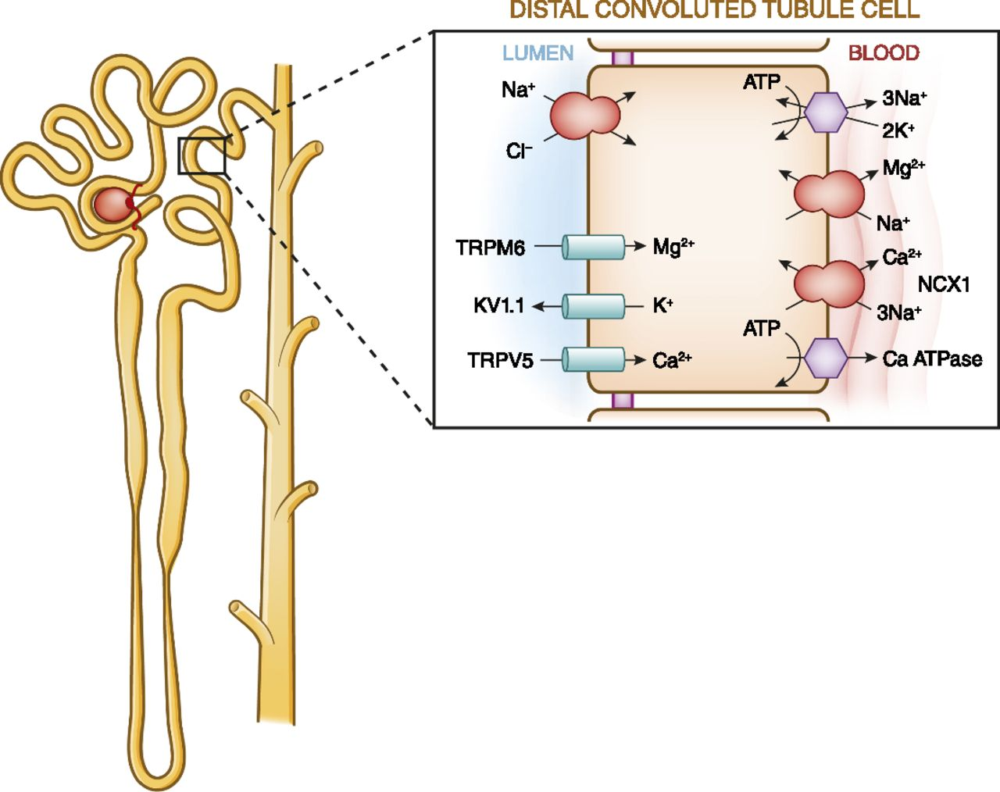 DISTAL CONVOLUTED TUBULE CELL
LUMEN
BLOOD
Na⁺
Cl⁻
ATP
3Na⁺
2K⁺
Mg²⁺
Na⁺
TRPM6
Mg²⁺
Ca²⁺
NCX1
3Na⁺
KV1.1
K⁺
ATP
TRPV5
Ca²⁺
Ca ATPase